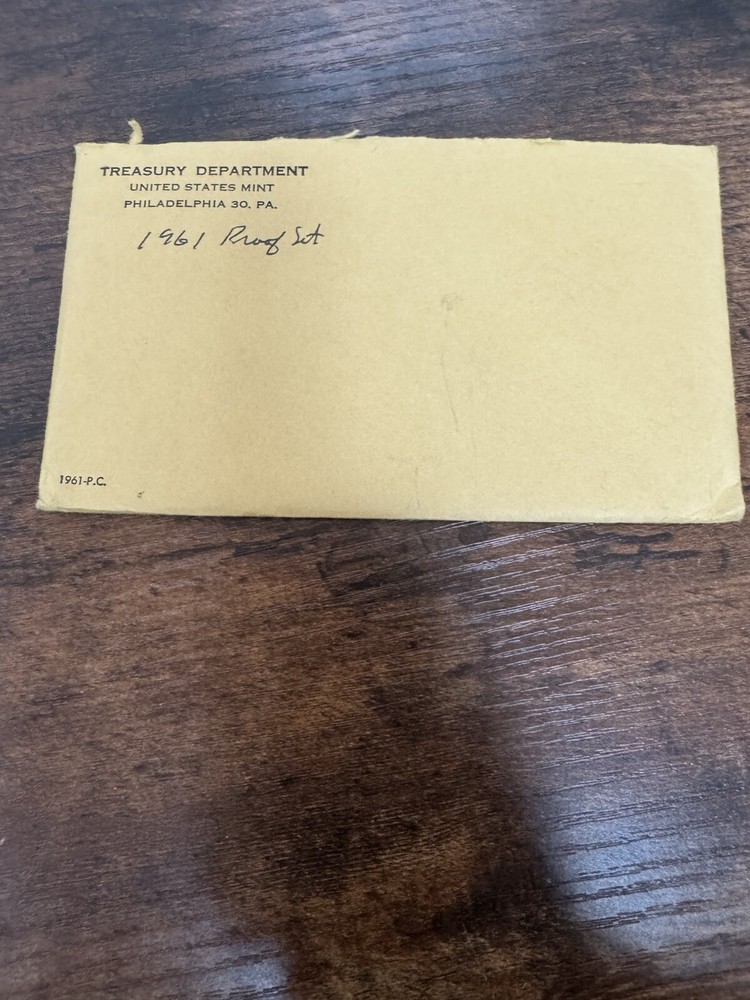 TREASURY DEPARTMENT
UNITED STATES MINT
PHILADELPHIA 30, PA.
1961 Proof Set
1961-P.C.